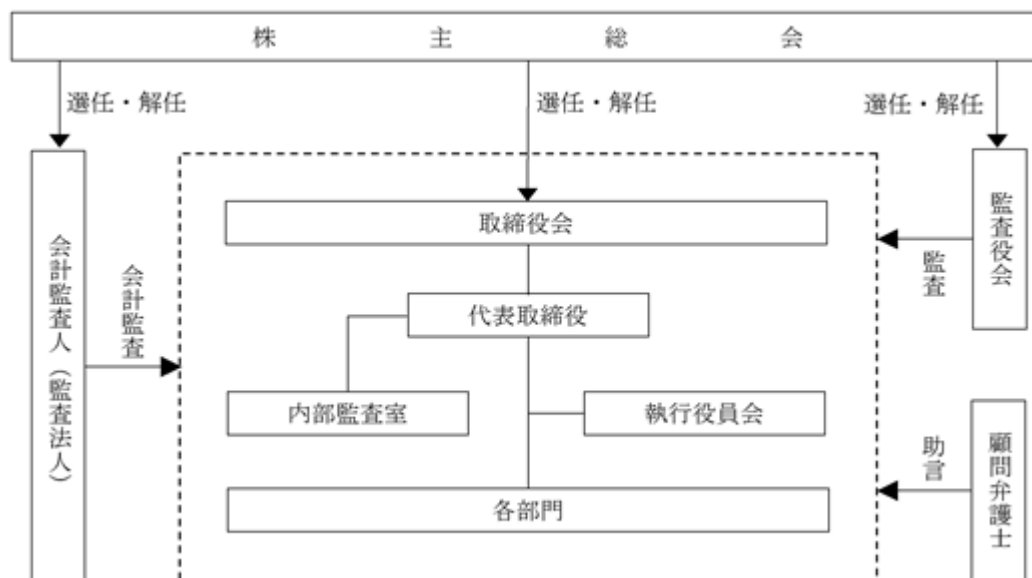 株主総会
選任・解任
選任・解任
選任・解任
取締役会
監査役会
会計監査人（監査法人）
会計監査
監査
代表取締役
内部監査室
執行役員会
助言
顧問弁護士
各部門